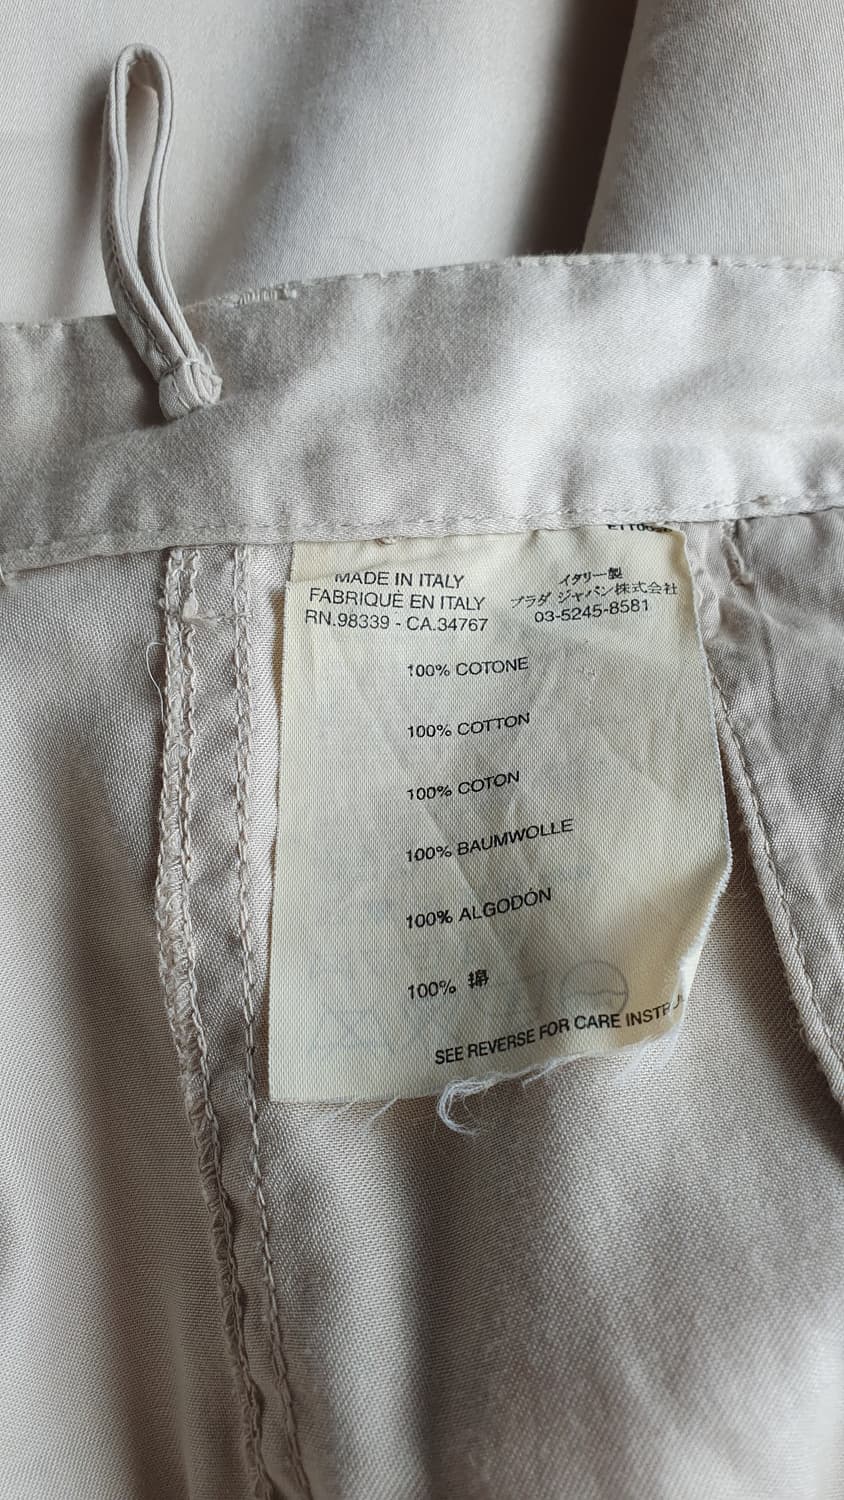 MADE IN ITALY
FABRIQUÈ EN ITALY
RN.98339 - CA.34767
イタリー製
プラダ ジャパン株式会社
03-5245-8581
100% COTONE
100% COTTON
100% COTON
100% BAUMWOLLE
100% ALGODÓN
100% 綿
SEE REVERSE FOR CARE